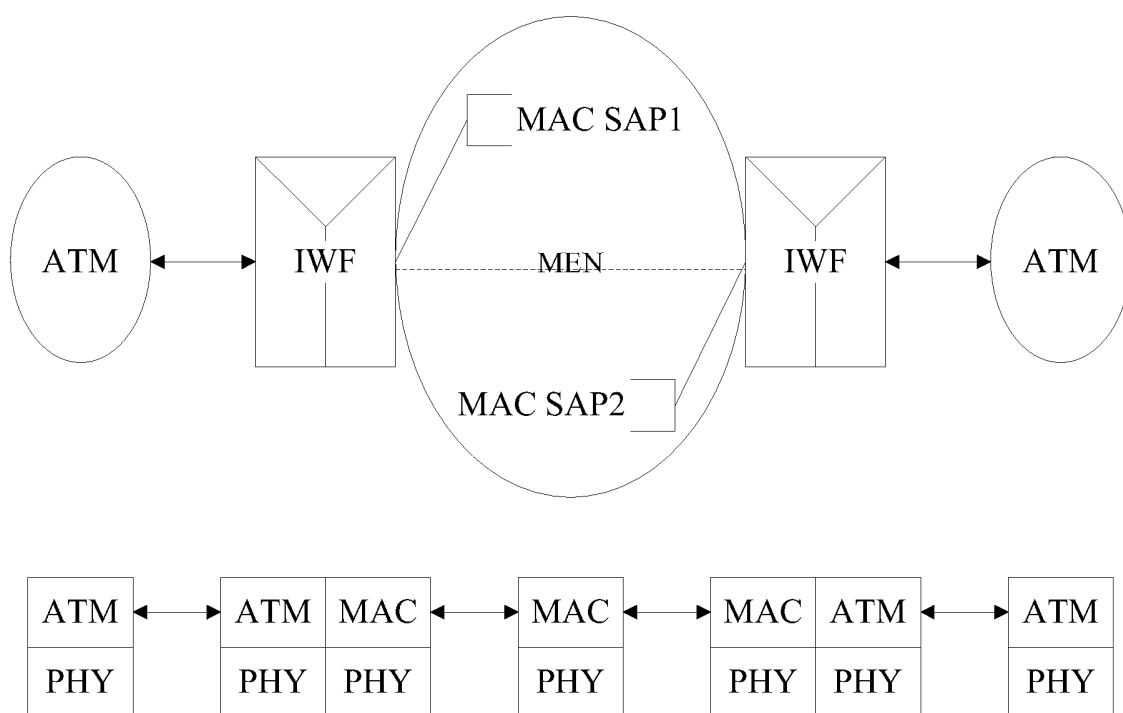 MAC SAP1
ATM IWF MEN IWF ATM
MAC SAP2
ATM ATM MAC MAC MAC ATM ATM
PHY PHY PHY PHY PHY PHY PHY